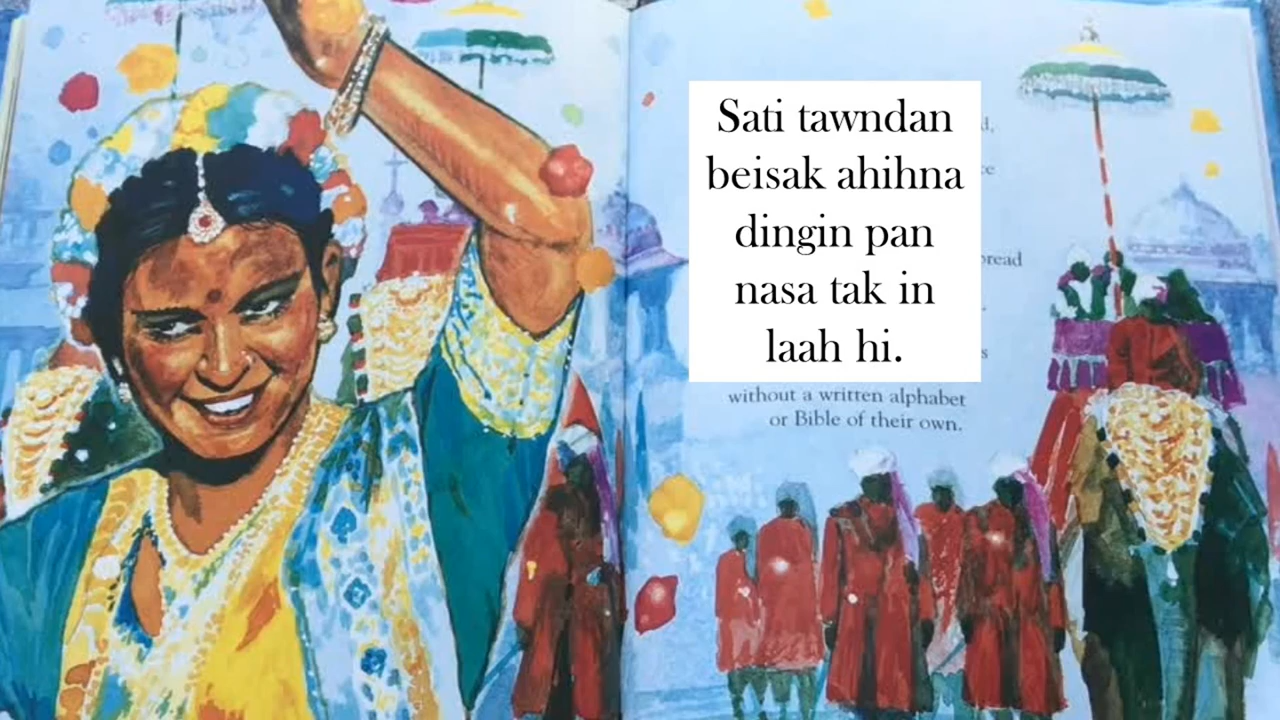 Sati tawndan
beisak ahihna
dingin pan
nasa tak in
laah hi.
without a written alphabet
or Bible of their own.